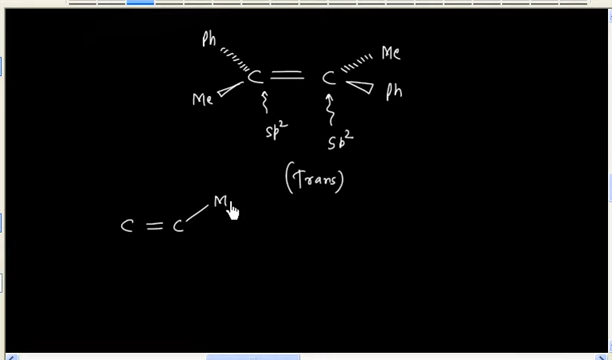 Ph Me
C = C
Me Ph
sp² sp²
(Trans)
M
C = C